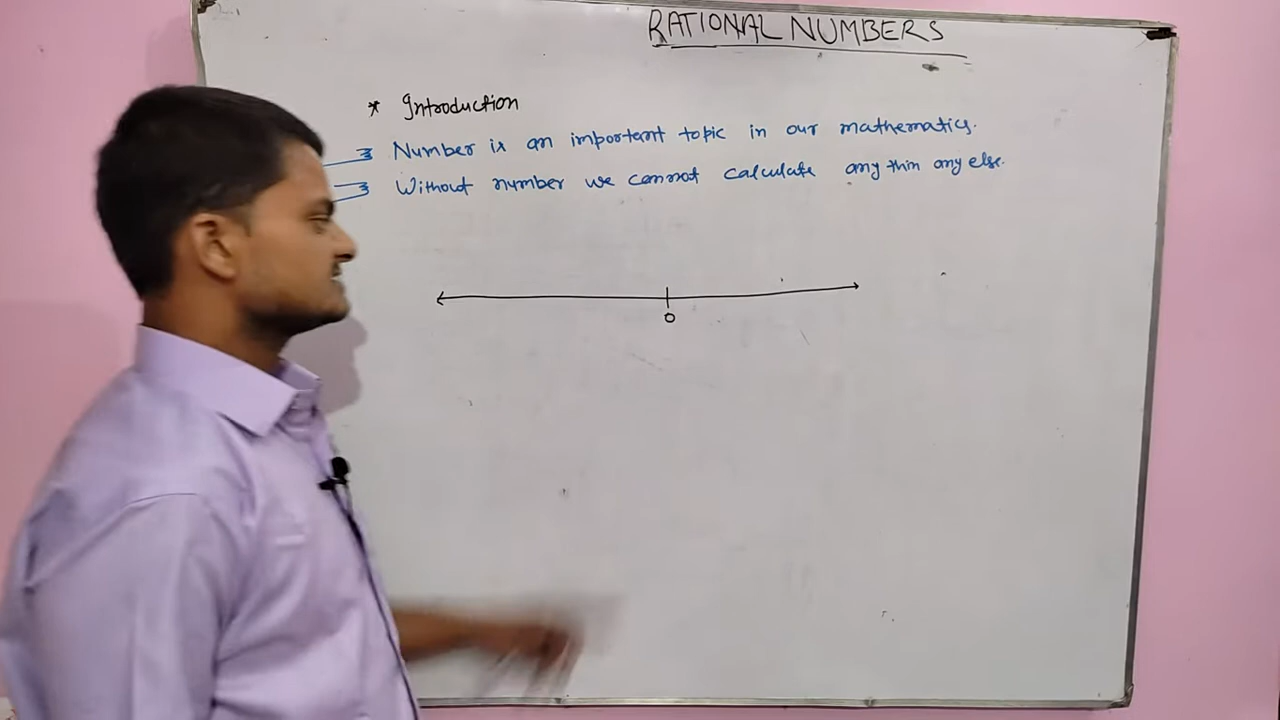 RATIONAL NUMBERS
* Introduction
→ Number is an important topic in our mathematics.
→ Without number we cannot calculate any thin any else.
0